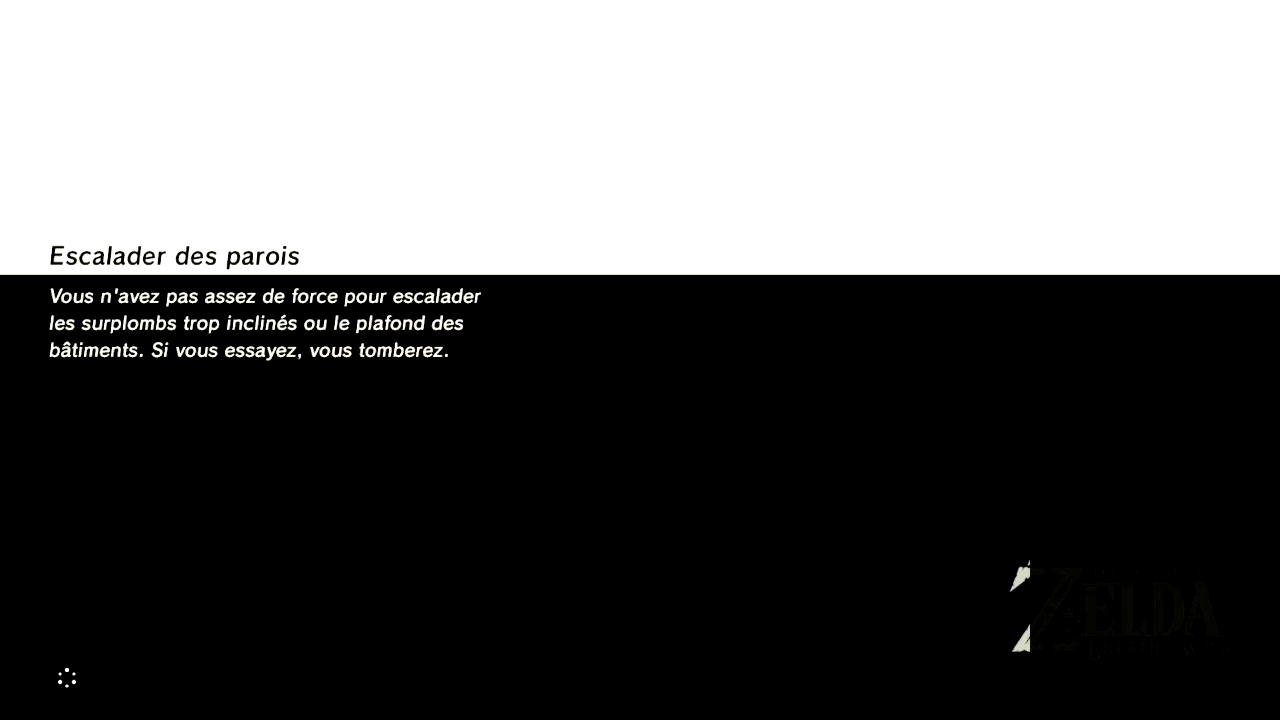 Escalader des parois
Vous n'avez pas assez de force pour escalader
les surplombs trop inclinés ou le plafond des
bâtiments. Si vous essayez, vous tomberez.
ZELDA